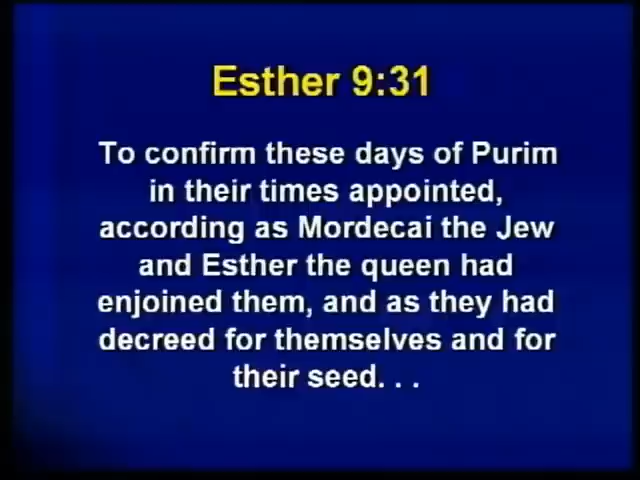 Esther 9:31
To confirm these days of Purim
in their times appointed,
according as Mordecai the Jew
and Esther the queen had
enjoined them, and as they had
decreed for themselves and for
their seed. . .